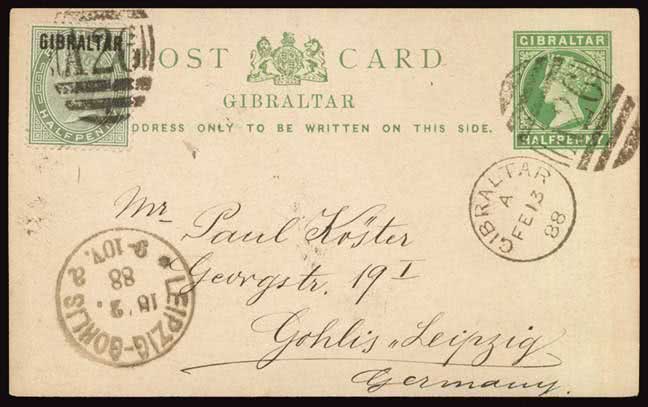 GIBRALTAR
A26
HALFPENNY
POST CARD
GIBRALTAR
ADDRESS ONLY TO BE WRITTEN ON THIS SIDE.
GIBRALTAR
A26
HALFPENNY
GIBRALTAR
A
FE 13
88
Mr Paul Köster
Georgstr. 19 I
Gohlis "Leipzig
Germany.
LEIPZIG-GOHLIS
2.
88
9-10V.